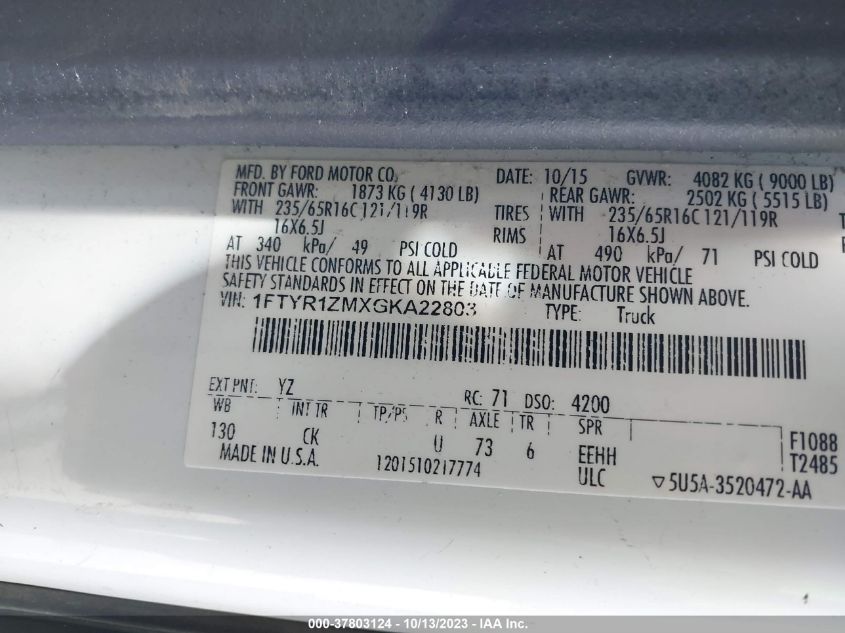 MFD. BY FORD MOTOR CO. DATE: 10/15 GVWR: 4082 KG ( 9000 LB)
FRONT GAWR: 1873 KG ( 4130 LB) REAR GAWR: 2502 KG ( 5515 LB)
WITH 235/65R16C 121/119R TIRES WITH 235/65R16C 121/119R
16X6.5J RIMS 16X6.5J
AT 340 kPa/ 49 PSI COLD AT 490 kPa/ 71 PSI COLD
THIS VEHICLE CONFORMS TO ALL APPLICABLE FEDERAL MOTOR VEHICLE
SAFETY STANDARDS IN EFFECT ON THE DATE OF MANUFACTURE SHOWN ABOVE.
VIN: 1FTYR1ZMXGKA22803 TYPE: Truck
EXT PNT: YZ RC: 71 DSO: 4200
WB INT TR TP/PS R AXLE TR SPR
130 CK U 73 6 EEHH F1088
MADE IN U.S.A. 1201510217774 ULC T2485
▽5U5A-3520472-AA
000-37803124 - 10/13/2023 - IAA Inc.